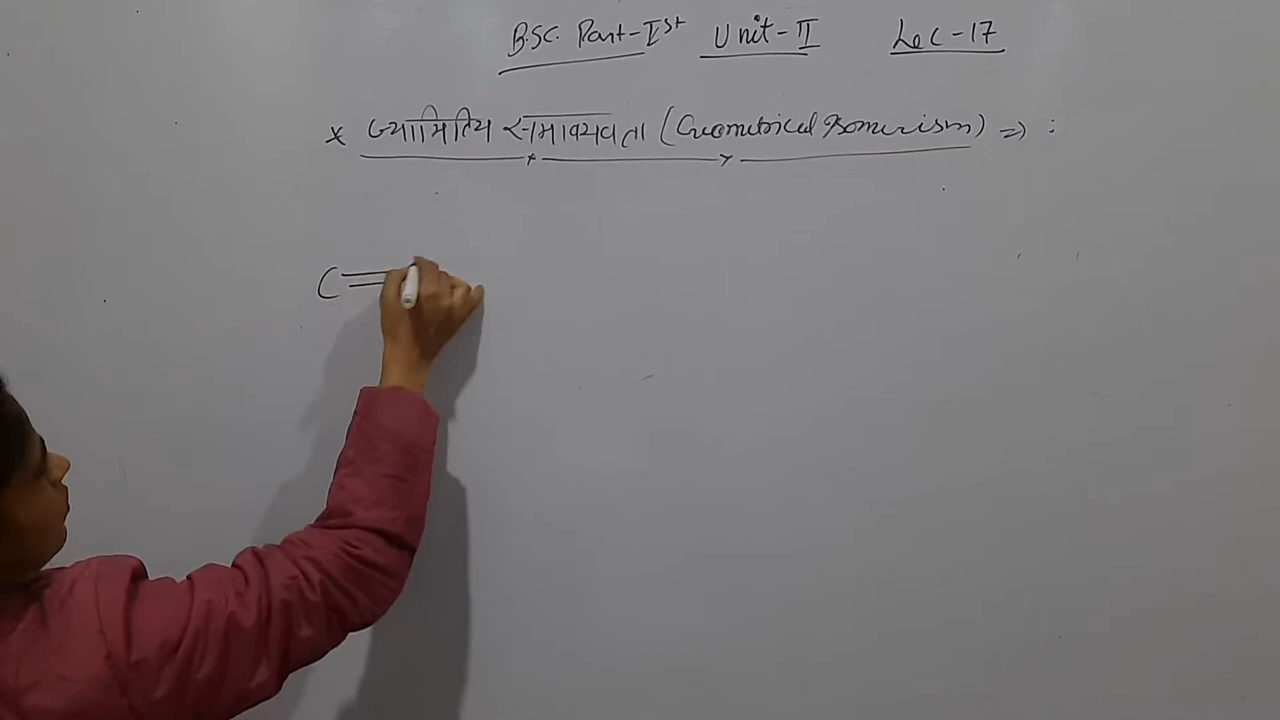 B.SC. Part-Ist Unit-II Lec-17
* ज्यामितिय समावयवता (Geometrical Isomerism) ⇒ :
C=